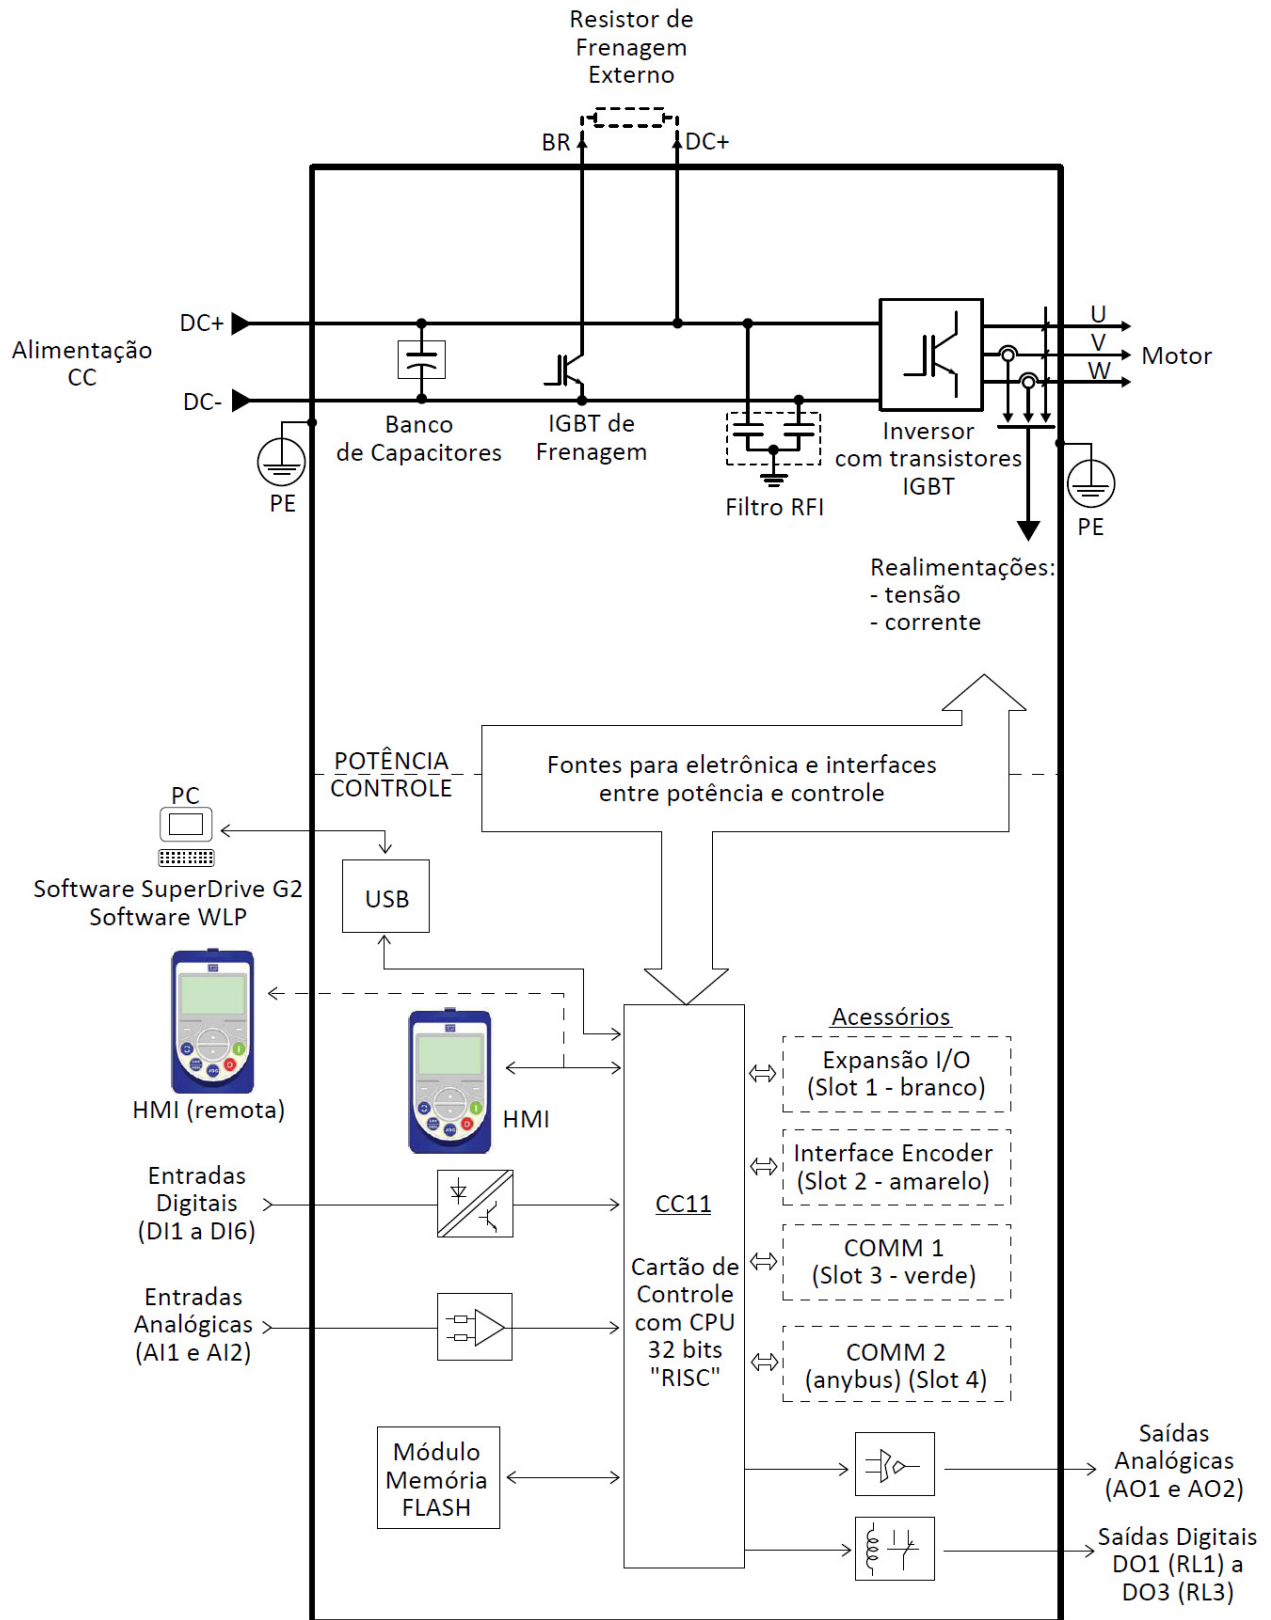 Resistor de
Frenagem
Externo
BR
DC+
DC+
Alimentação
CC
DC-
PE
Banco
de Capacitores
IGBT de
Frenagem
Filtro RFI
Inversor
com transistores
IGBT
U
V
W
Motor
PE
Realimentações:
- tensão
- corrente
POTÊNCIA
CONTROLE
Fontes para eletrônica e interfaces
entre potência e controle
PC
Software SuperDrive G2
Software WLP
USB
HMI (remota)
HMI
Acessórios
Expansão I/O
(Slot 1 - branco)
Interface Encoder
(Slot 2 - amarelo)
COMM 1
(Slot 3 - verde)
COMM 2
(anybus) (Slot 4)
Entradas
Digitais
(DI1 a DI6)
Entradas
Analógicas
(AI1 e AI2)
CC11
Cartão de
Controle
com CPU
32 bits
"RISC"
Módulo
Memória
FLASH
Saídas
Analógicas
(AO1 e AO2)
Saídas Digitais
DO1 (RL1) a
DO3 (RL3)